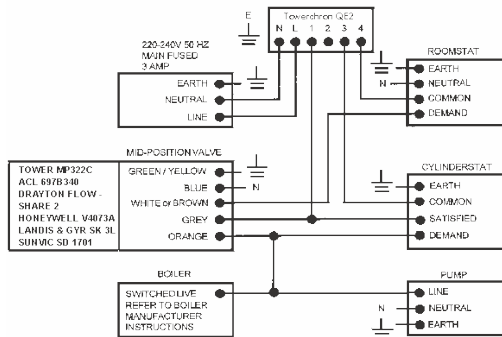 E
Towerchron QE2
N L 1 2 3 4
220-240V 50 HZ
MAIN FUSED
3 AMP
EARTH
NEUTRAL
LINE
ROOMSTAT
EARTH
N
NEUTRAL
COMMON
DEMAND
MID-POSITION VALVE
TOWER MP322C
ACL 697B340
DRAYTON FLOW -
SHARE 2
HONEYWELL V4073A
LANDIS & GYR SK 3L
SUNVIC SD 1701
GREEN / YELLOW
BLUE
N
WHITE or BROWN
GREY
ORANGE
CYLINDERSTAT
EARTH
COMMON
SATISFIED
DEMAND
BOILER
SWITCHED LIVE
REFER TO BOILER
MANUFACTURER
INSTRUCTIONS
PUMP
LINE
N
NEUTRAL
EARTH